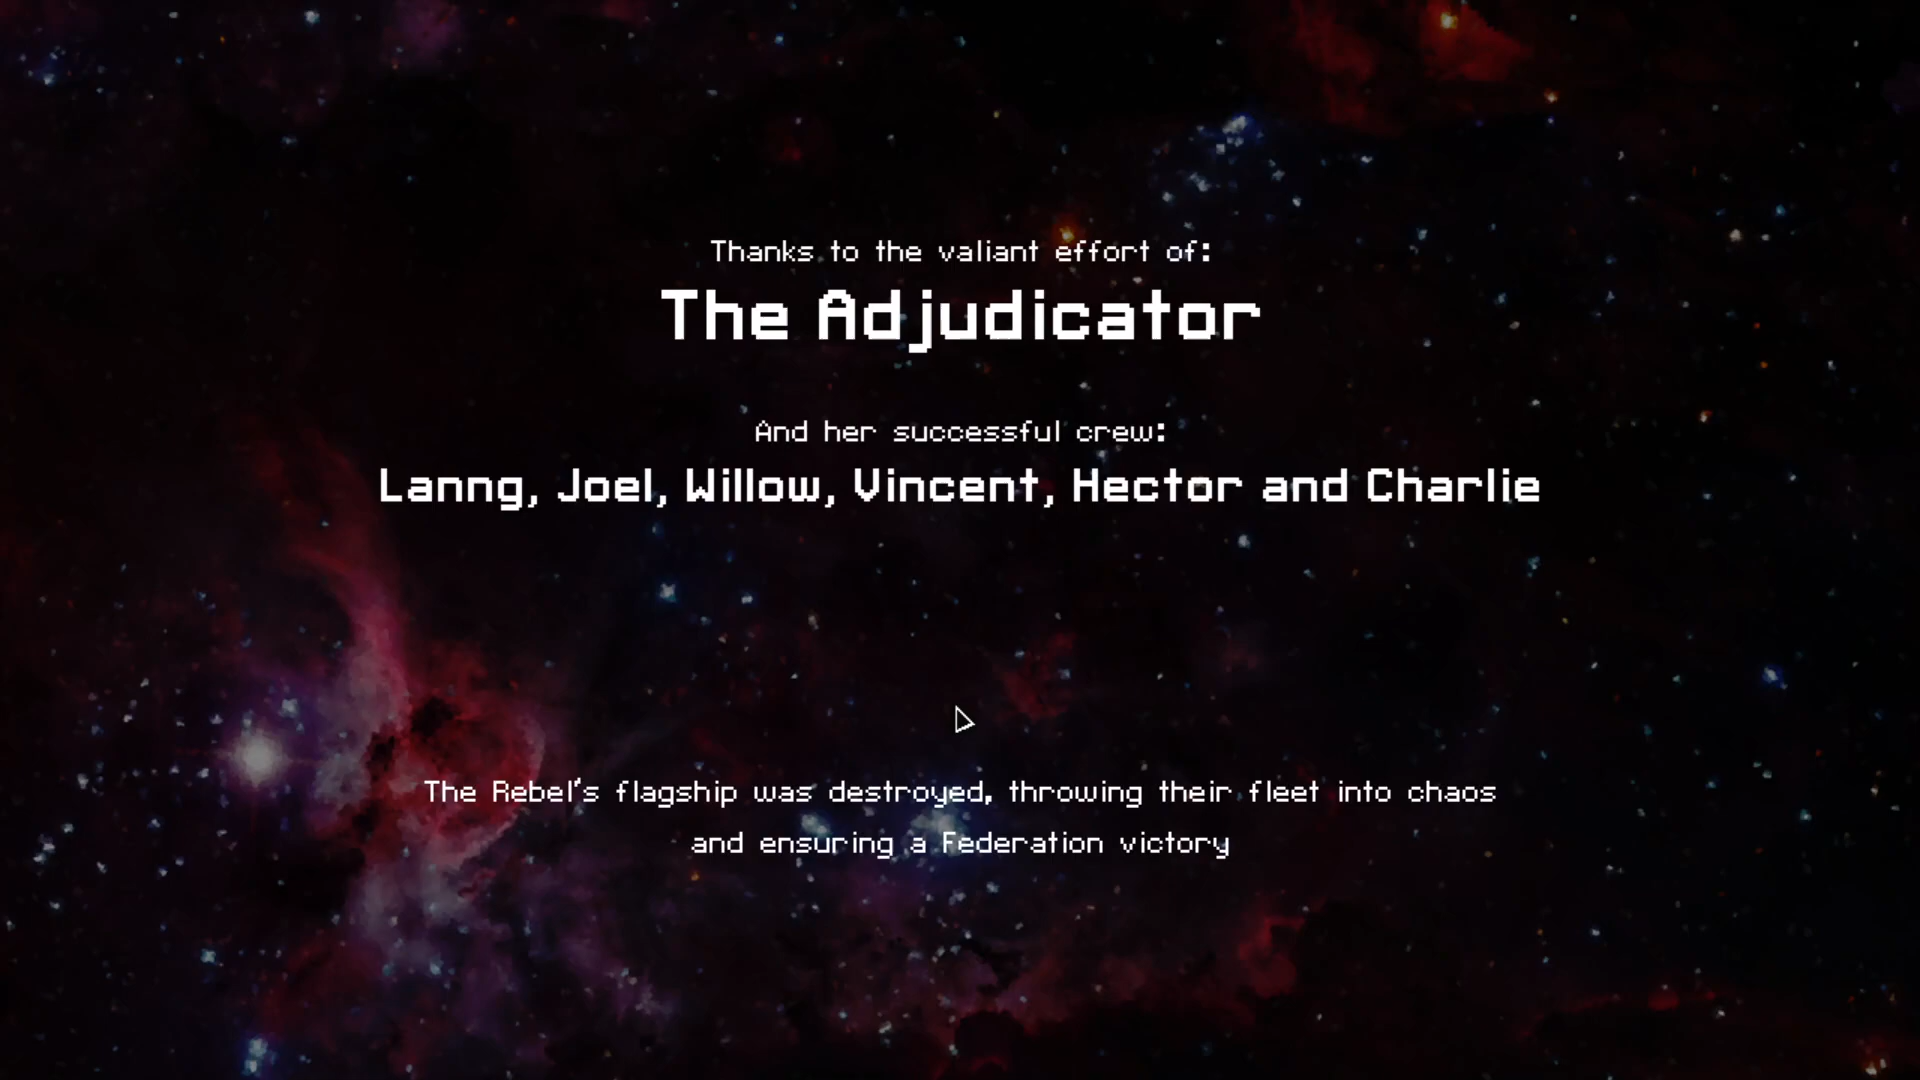 Thanks to the valiant effort of:
The Adjudicator
And her successful crew:
Lanng, Joel, Willow, Vincent, Hector and Charlie
The Rebel's flagship was destroyed, throwing their fleet into chaos
and ensuring a Federation victory